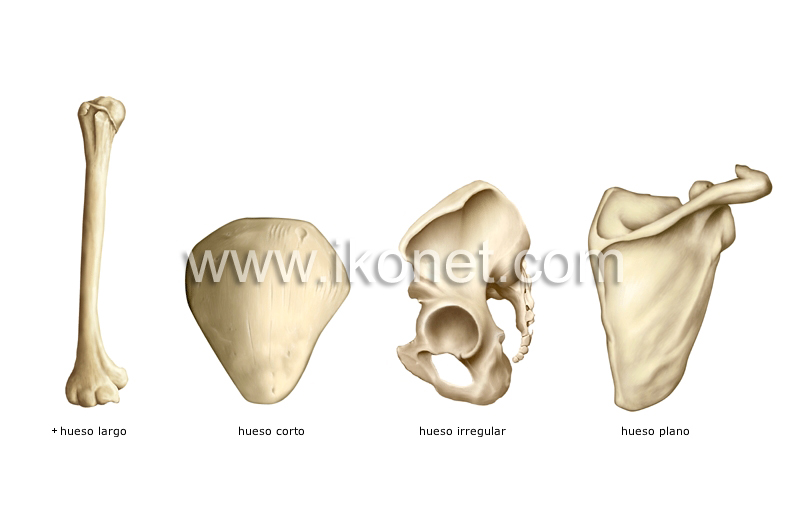 www.ikonet.com
+ hueso largo
hueso corto
hueso irregular
hueso plano